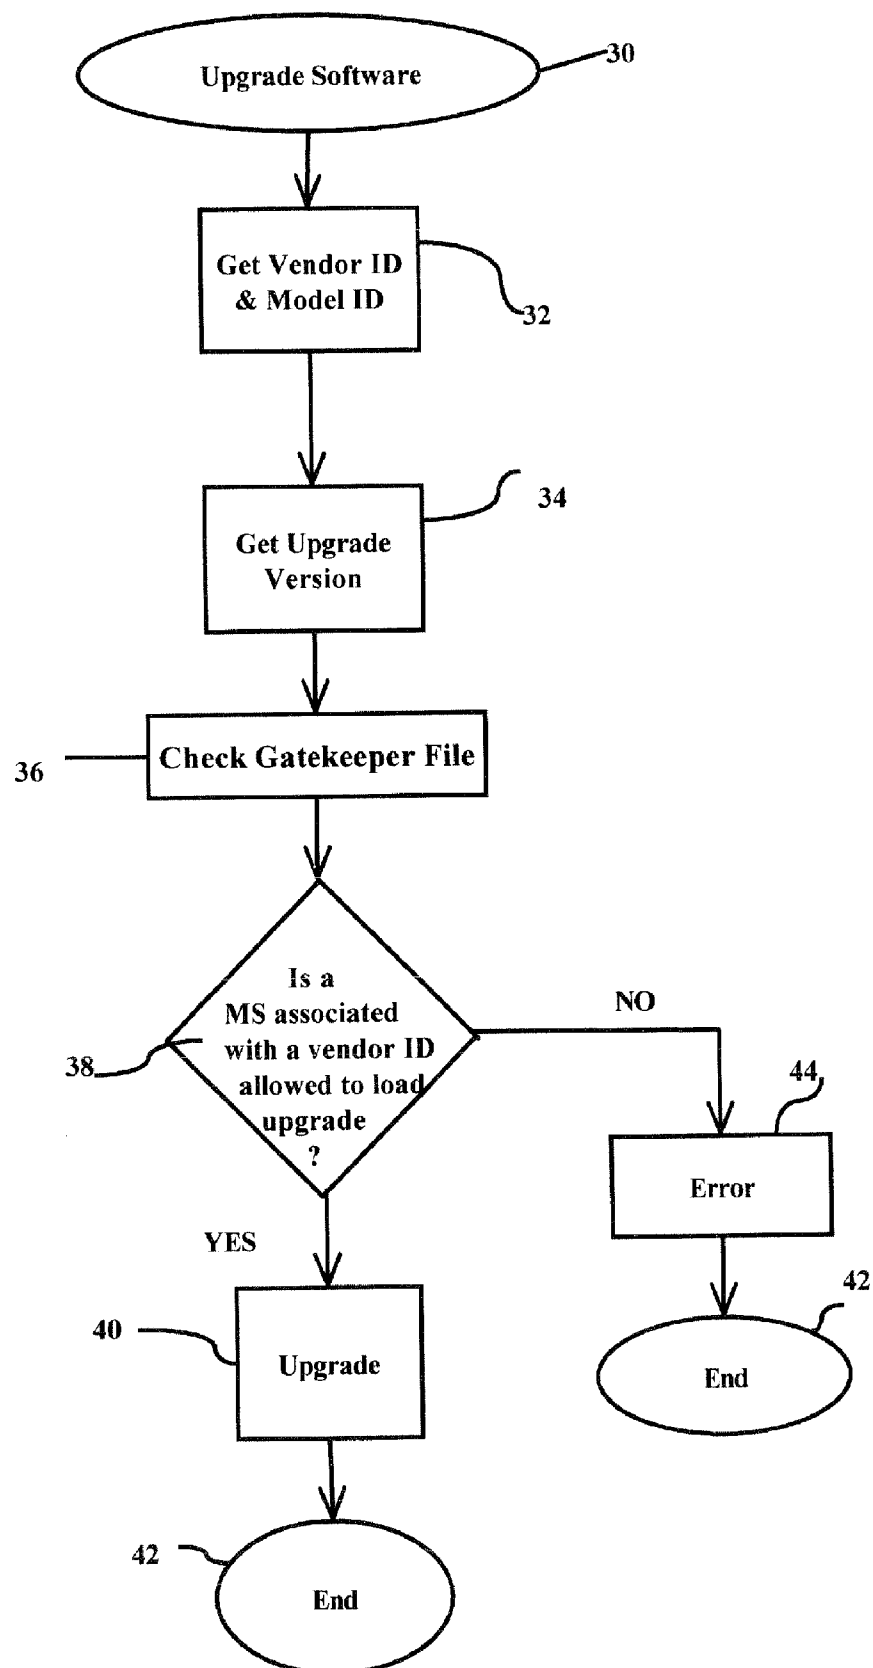 Upgrade Software
30
Get Vendor ID
& Model ID
32
34
Get Upgrade
Version
Check Gatekeeper File
36
Is a
MS associated
with a vendor ID
allowed to load
upgrade
?
38
NO
44
Error
YES
42
End
40
Upgrade
42
End